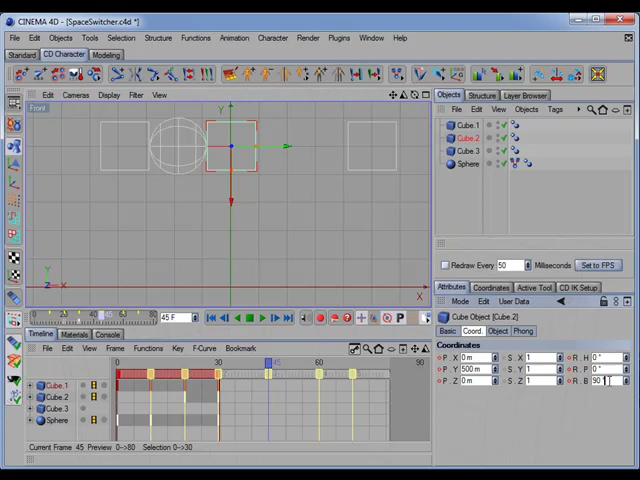 CINEMA 4D - [SpaceSwitcher.c4d *]
File Edit Objects Tools Selection Structure Functions Animation Character Render Plugins Window Help
Standard CD Character Modeling
Edit Cameras Display Filter View
Front
Y
X
Y
Z X
45 F
Timeline Materials Console
File Edit View Frame Functions Key F-Curve Bookmark
0 30 45 60 90
Cube.1
Cube.2
Cube.3
Sphere
Current Frame 45 Preview 0-->80
Objects Structure Layer Browser
File Edit View Objects Tags
Cube.1
Cube.2
Cube.3
Sphere
Redraw Every 50 Milliseconds Set to FPS
Attributes Coordinates Active Tool CD IK Setup
Mode Edit User Data
Cube Object [Cube.2]
Basic Coord. Object Phong
Coordinates
P . X 0 m S . X 1 R . H 0 °
P . Y 500 m S . Y 1 R . P 0 °
P . Z 0 m S . Z 1 R . B 90